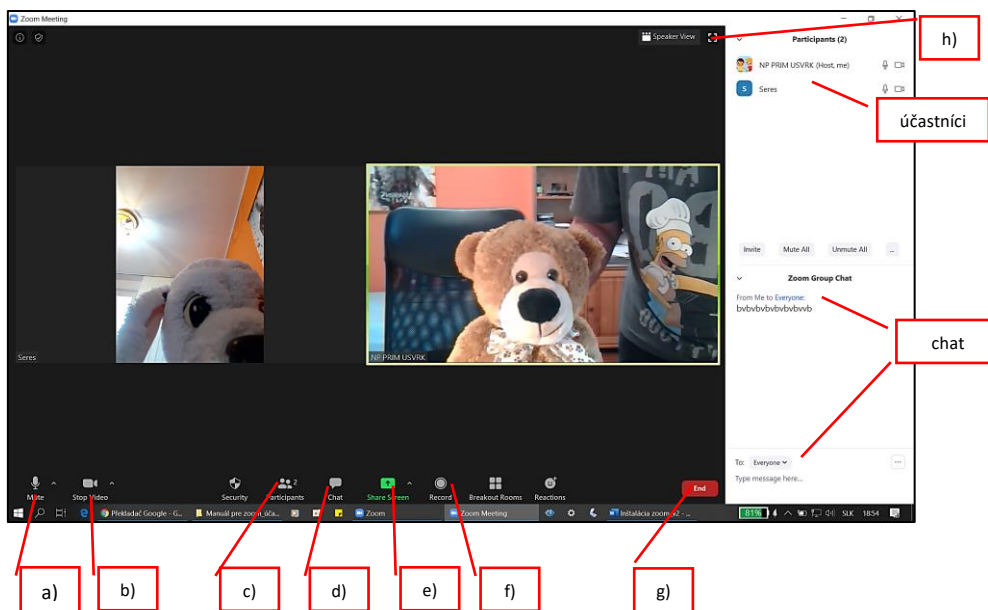 Zoom Meeting
Speaker View
h)
Participants (2)
NP PRIM USVRK (Host, me)
S Seres
účastníci
Invite Mute All Unmute All ...
Zoom Group Chat
From Me to Everyone:
bvbvbvbvbvbvbvvb
chat
Seres
NP PRIM USVRK
To: Everyone
Type message here...
Mute Stop Video Security Participants 2 Chat Share Screen Record Breakout Rooms Reactions End
Překladač Google - G... Manuál pre zoom_úča... Zoom Zoom Meeting Inštalácia zoom_v2 - ... 81% SLK 18:54
a) b) c) d) e) f) g)